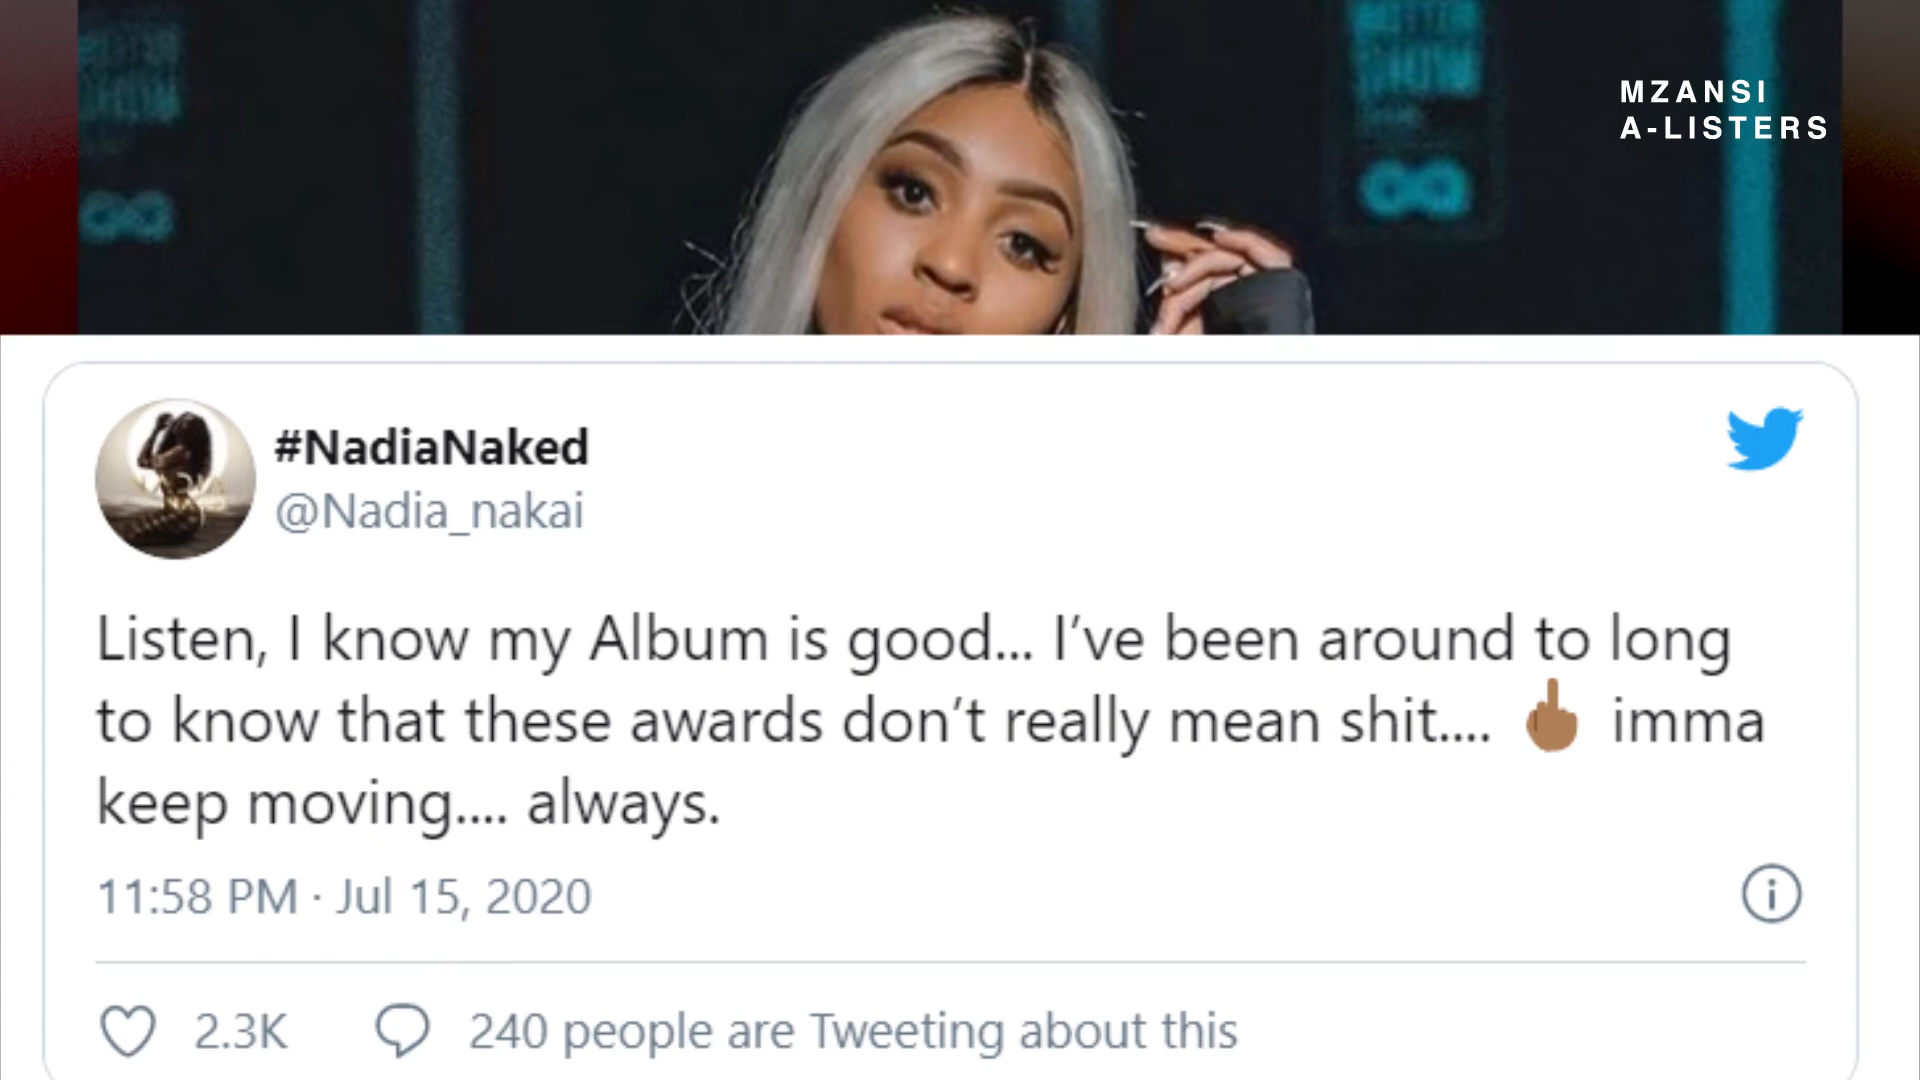 MZANSI
A-LISTERS
#NadiaNaked
@Nadia_nakai
Listen, I know my Album is good... I’ve been around to long
to know that these awards don’t really mean shit.... 🖕🏾 imma
keep moving.... always.
11:58 PM · Jul 15, 2020
2.3K 240 people are Tweeting about this